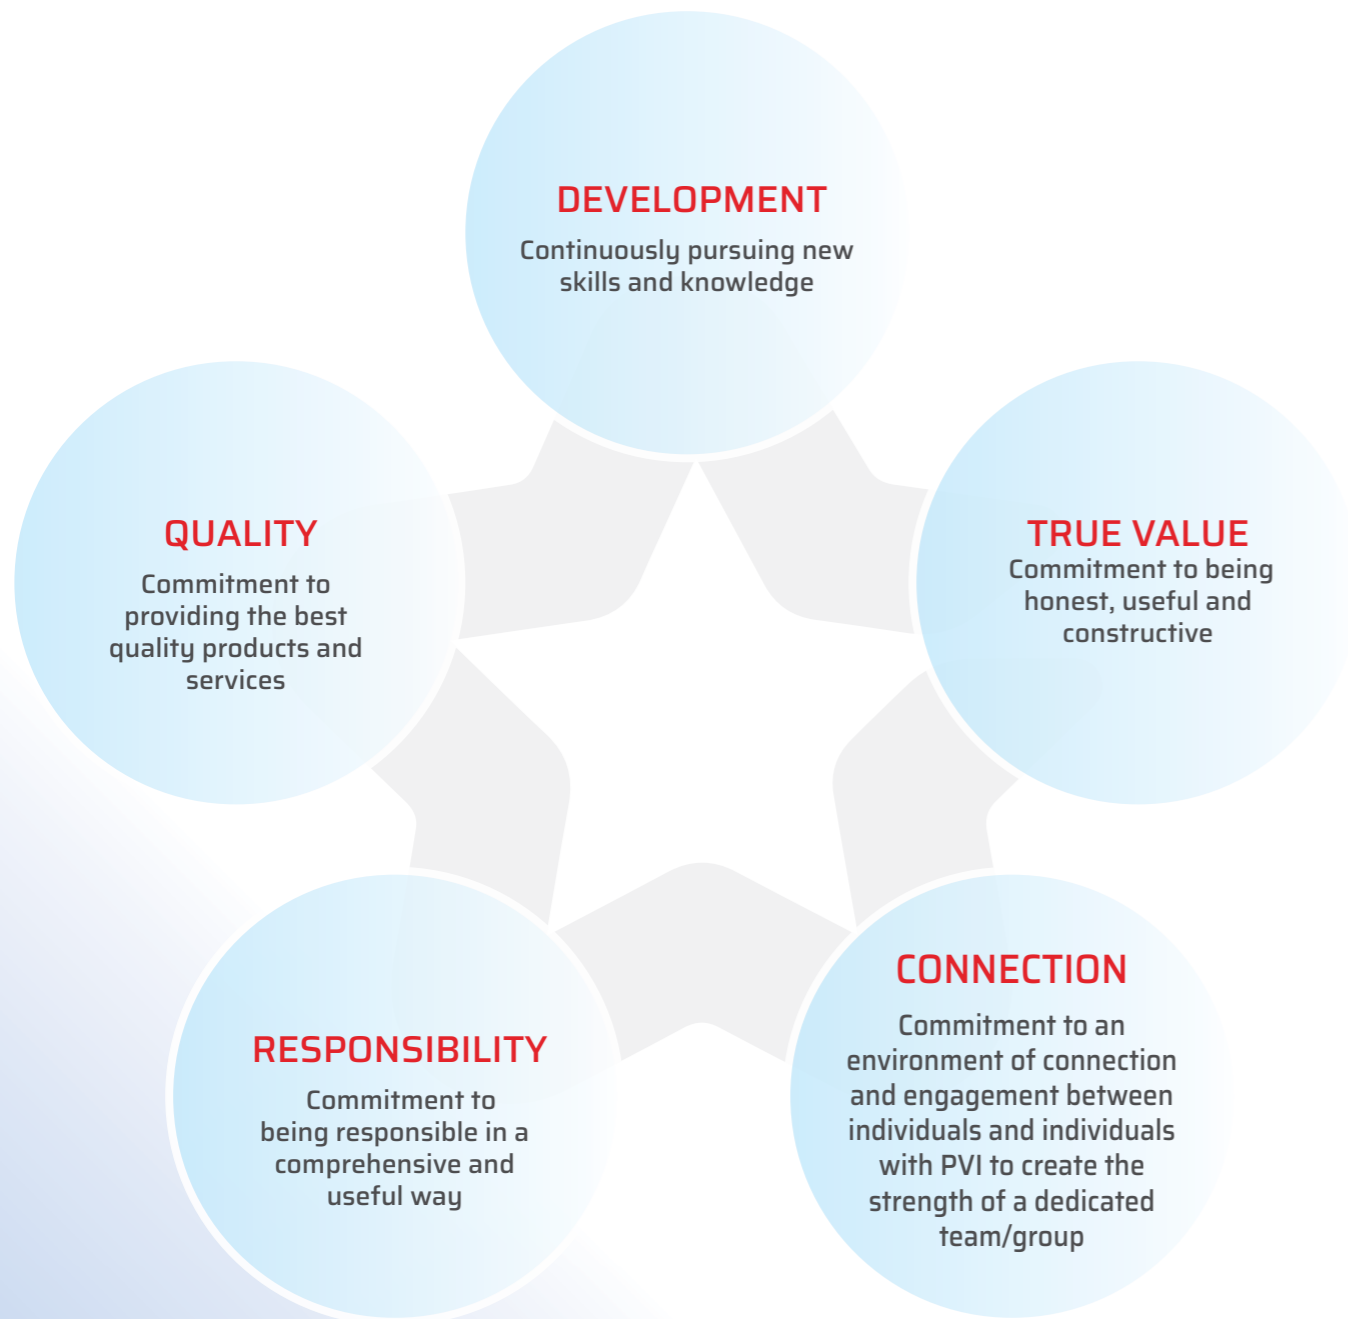 DEVELOPMENT
Continuously pursuing new
skills and knowledge
QUALITY
Commitment to
providing the best
quality products and
services
TRUE VALUE
Commitment to being
honest, useful and
constructive
RESPONSIBILITY
Commitment to
being responsible in a
comprehensive and
useful way
CONNECTION
Commitment to an
environment of connection
and engagement between
individuals and individuals
with PVI to create the
strength of a dedicated
team/group